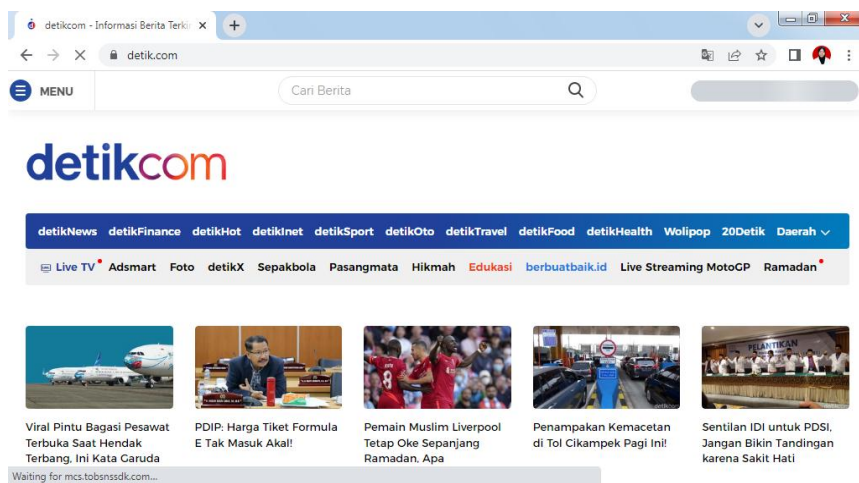 detikcom - Informasi Berita Terkin
detik.com
MENU
Cari Berita
detikcom
detikNews detikFinance detikHot detikInet detikSport detikOto detikTravel detikFood detikHealth Wolipop 20Detik Daerah
Live TV Adsmart Foto detikX Sepakbola Pasangmata Hikmah Edukasi berbuatbaik.id Live Streaming MotoGP Ramadan
PELANTIKAN
Viral Pintu Bagasi Pesawat
Terbuka Saat Hendak
Terbang, Ini Kata Garuda
PDIP: Harga Tiket Formula
E Tak Masuk Akal!
Pemain Muslim Liverpool
Tetap Oke Sepanjang
Ramadan, Apa
Penampakan Kemacetan
di Tol Cikampek Pagi Ini!
Sentilan IDI untuk PDSI,
Jangan Bikin Tandingan
karena Sakit Hati
Waiting for mcs.tobsnssdk.com...